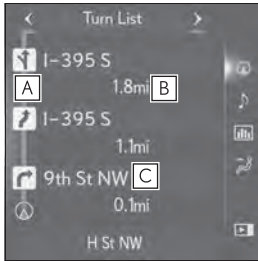 Turn List
I-395 S
A
1.8mi B
I-395 S
1.1mi
9th St NW C
0.1mi
H St NW